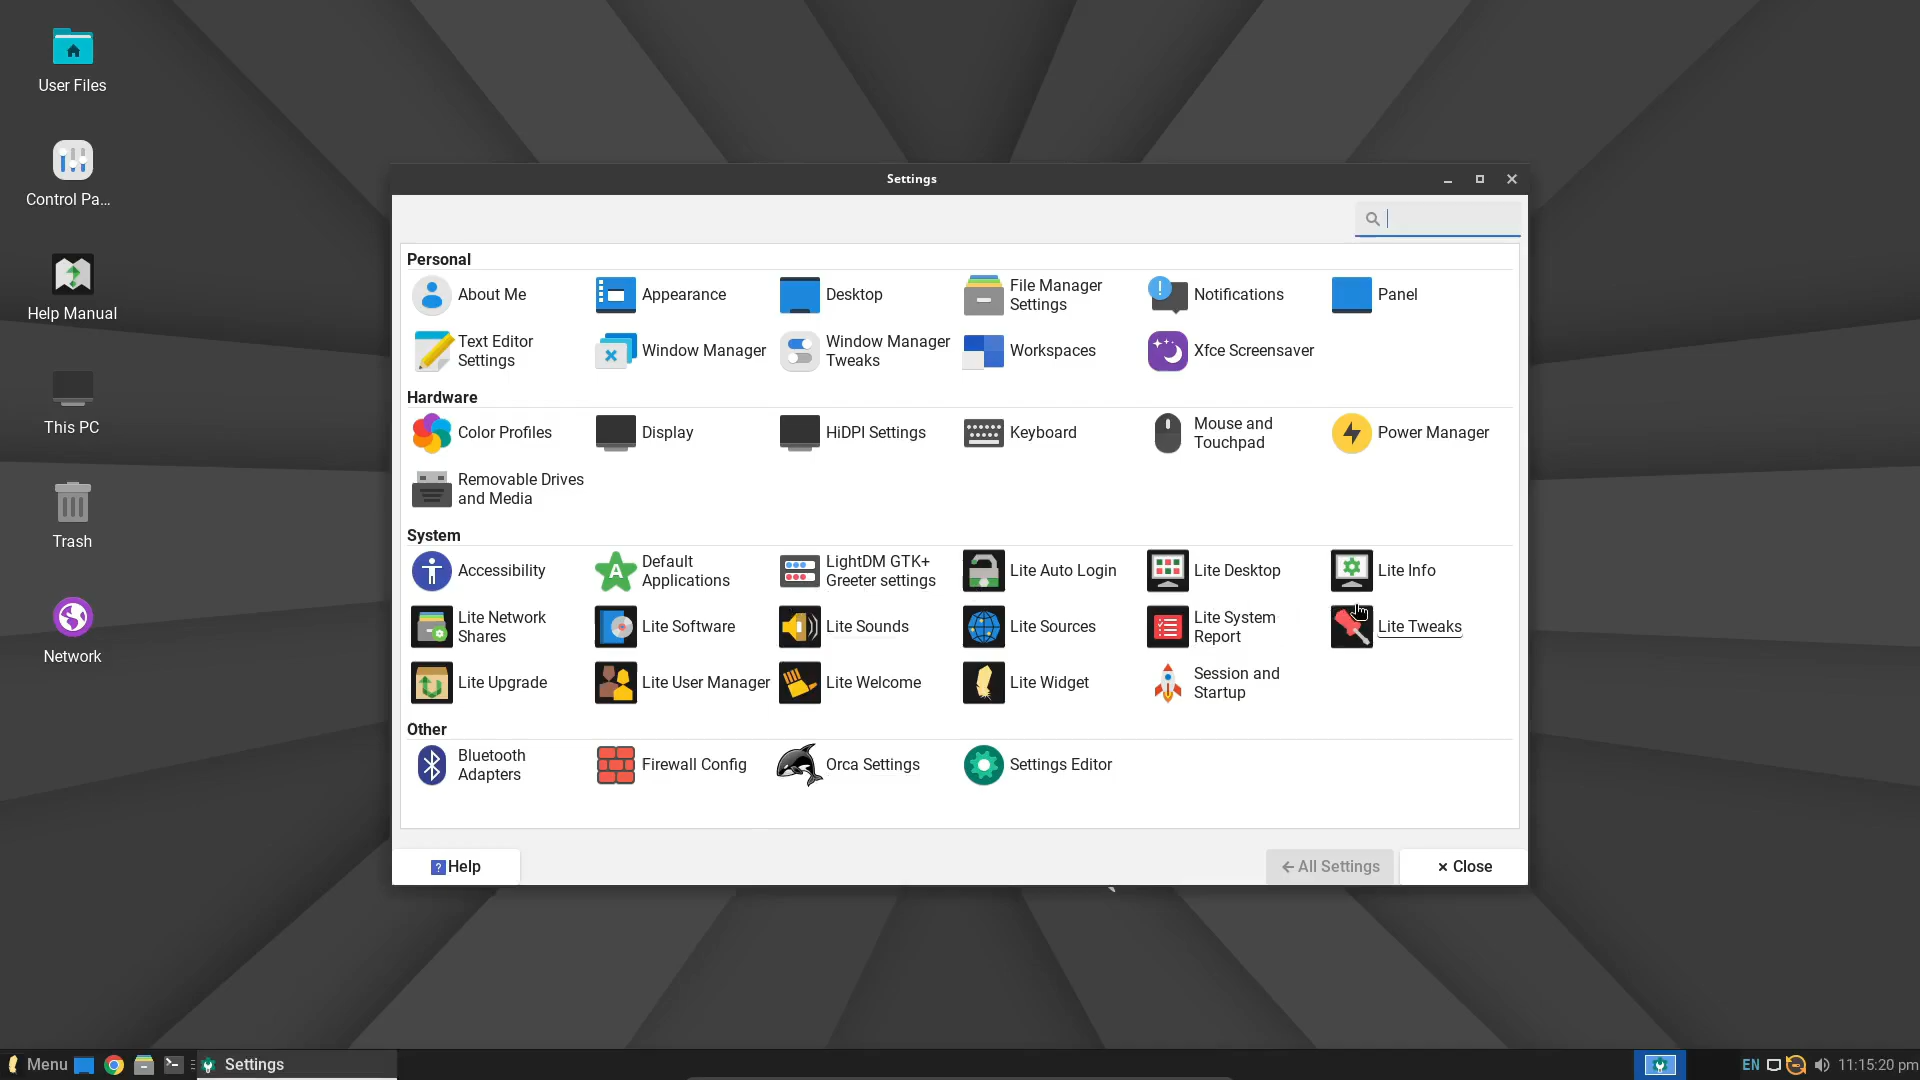 User Files
Control Pa...
Help Manual
This PC
Trash
Network
Settings
Personal
About Me
Appearance
Desktop
File Manager
Settings
Notifications
Panel
Text Editor
Settings
Window Manager
Window Manager
Tweaks
Workspaces
Xfce Screensaver
Hardware
Color Profiles
Display
HiDPI Settings
Keyboard
Mouse and
Touchpad
Power Manager
Removable Drives
and Media
System
Accessibility
Default
Applications
LightDM GTK+
Greeter settings
Lite Auto Login
Lite Desktop
Lite Info
Lite Network
Shares
Lite Software
Lite Sounds
Lite Sources
Lite System
Report
Lite Tweaks
Lite Upgrade
Lite User Manager
Lite Welcome
Lite Widget
Session and
Startup
Other
Bluetooth
Adapters
Firewall Config
Orca Settings
Settings Editor
Help
All Settings
Close
Menu
Settings
EN
11:15:20 pm